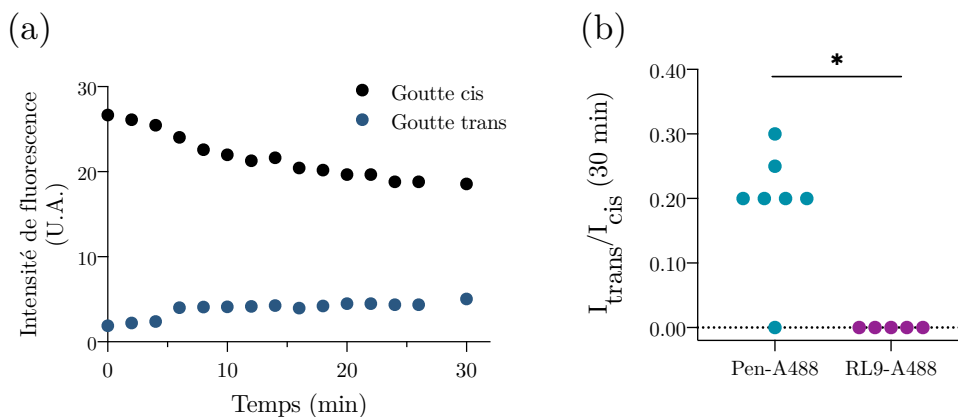 (a)
Intensité de fluorescence
(U.A.)
30
20
10
0
Goutte cis
Goutte trans
0
10
20
30
Temps (min)
(b)
*
I_trans/I_cis (30 min)
0.40
0.30
0.20
0.10
0.00
Pen-A488
RL9-A488